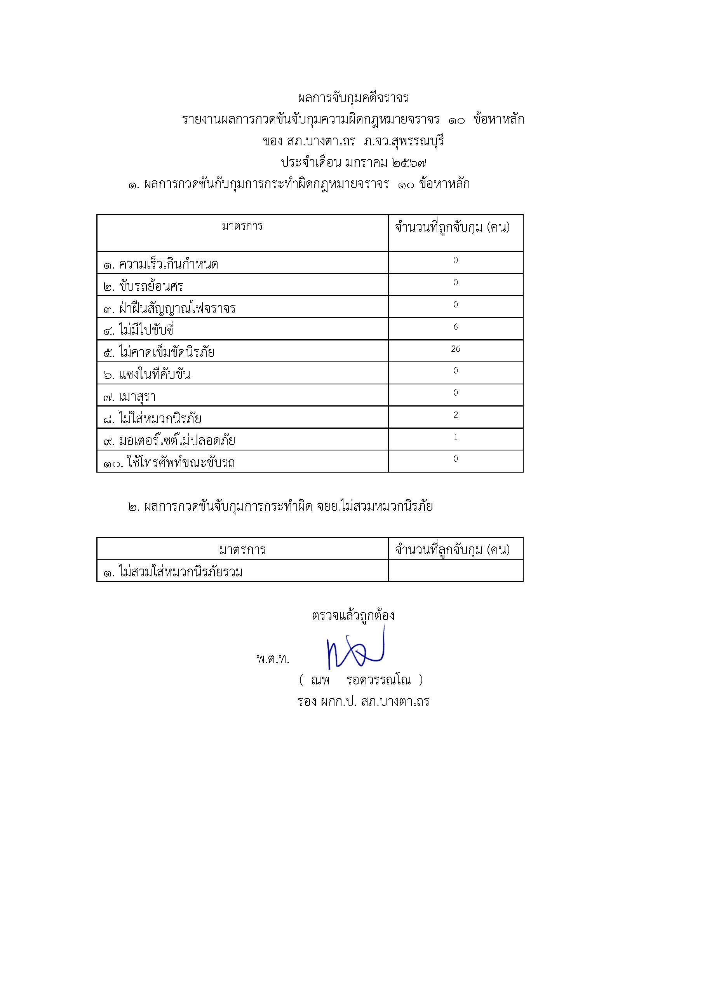 ผลการจับกุมคดีจราจร
รายงานผลการกวดขันจับกุมความผิดกฎหมายจราจร ๑๐ ข้อหาหลัก
ของ สภ.บางตาเถร ภ.จว.สุพรรณบุรี
ประจำเดือน มกราคม ๒๕๖๗
๑. ผลการกวดชันกับกุมการกระทำผิดกฎหมายจราจร ๑๐ ข้อหาหลัก
มาตรการ จำนวนที่ถูกจับกุม (คน)
๑. ความเร็วเกินกำหนด 0
๒. ขับรถย้อนศร 0
๓. ฝ่าฝืนสัญญาณไฟจราจร 0
๔. ไม่มีไปขับขี่ 6
๕. ไม่คาดเข็มขัดนิรภัย 26
๖. แซงในทีคับขัน 0
๗. เมาสุรา 0
๘. ไม่ใส่หมวกนิรภัย 2
๙. มอเตอร์ไซต์ไม่ปลอดภัย 1
๑๐. ใช้โทรศัพท์ขณะขับรถ 0
๒. ผลการกวดขันจับกุมการกระทำผิด จยย.ไม่สวมหมวกนิรภัย
มาตรการ จำนวนที่ลูกจับกุม (คน)
๑. ไม่สวมใส่หมวกนิรภัยรวม
ตรวจแล้วถูกต้อง
พ.ต.ท.
( ณพ รอดวรรณโณ )
รอง ผกก.ป. สภ.บางตาเถร